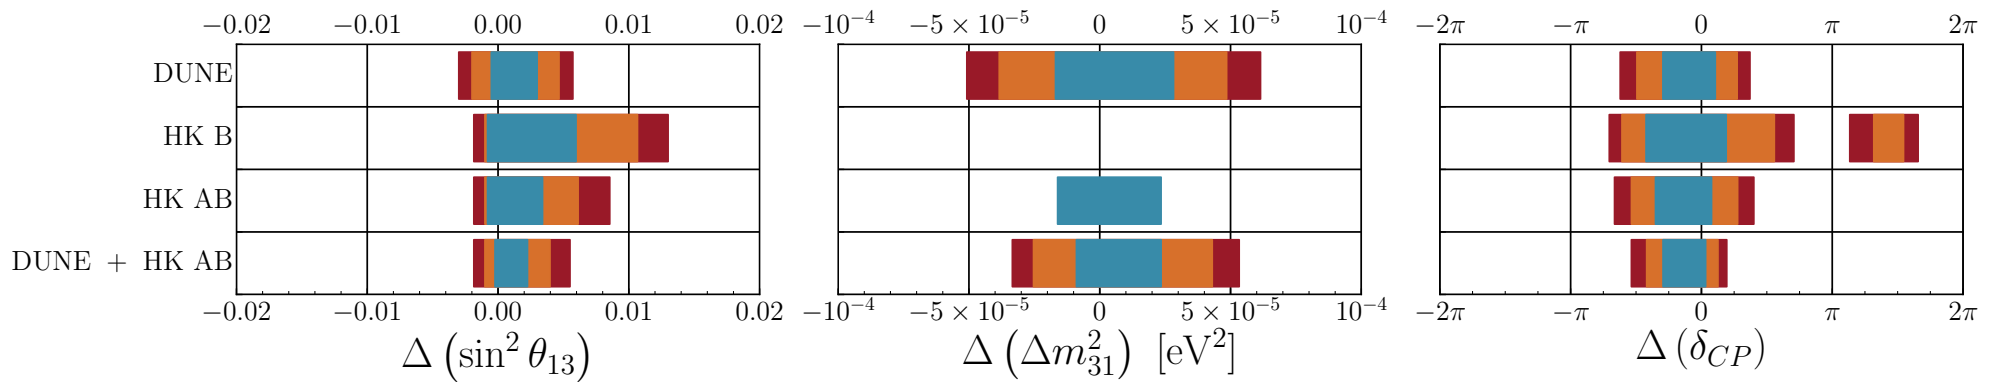 −0.02 −0.01 0.00 0.01 0.02 −10⁻⁴ −5 × 10⁻⁵ 0 5 × 10⁻⁵ 10⁻⁴ −2π −π 0 π 2π
DUNE
HK B
HK AB
DUNE + HK AB
−0.02 −0.01 0.00 0.01 0.02 −10⁻⁴ −5 × 10⁻⁵ 0 5 × 10⁻⁵ 10⁻⁴ −2π −π 0 π 2π
Δ (sin² θ₁₃) Δ (Δm²₃₁) [eV²] Δ (δ_CP)